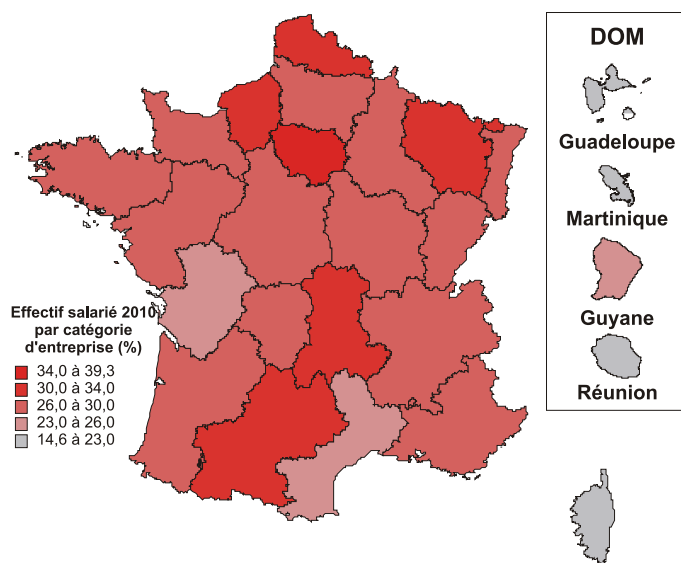 DOM
Guadeloupe
Martinique
Guyane
Réunion
Effectif salarié 2010
par catégorie
d'entreprise (%)
34,0 à 39,3
30,0 à 34,0
26,0 à 30,0
23,0 à 26,0
14,6 à 23,0